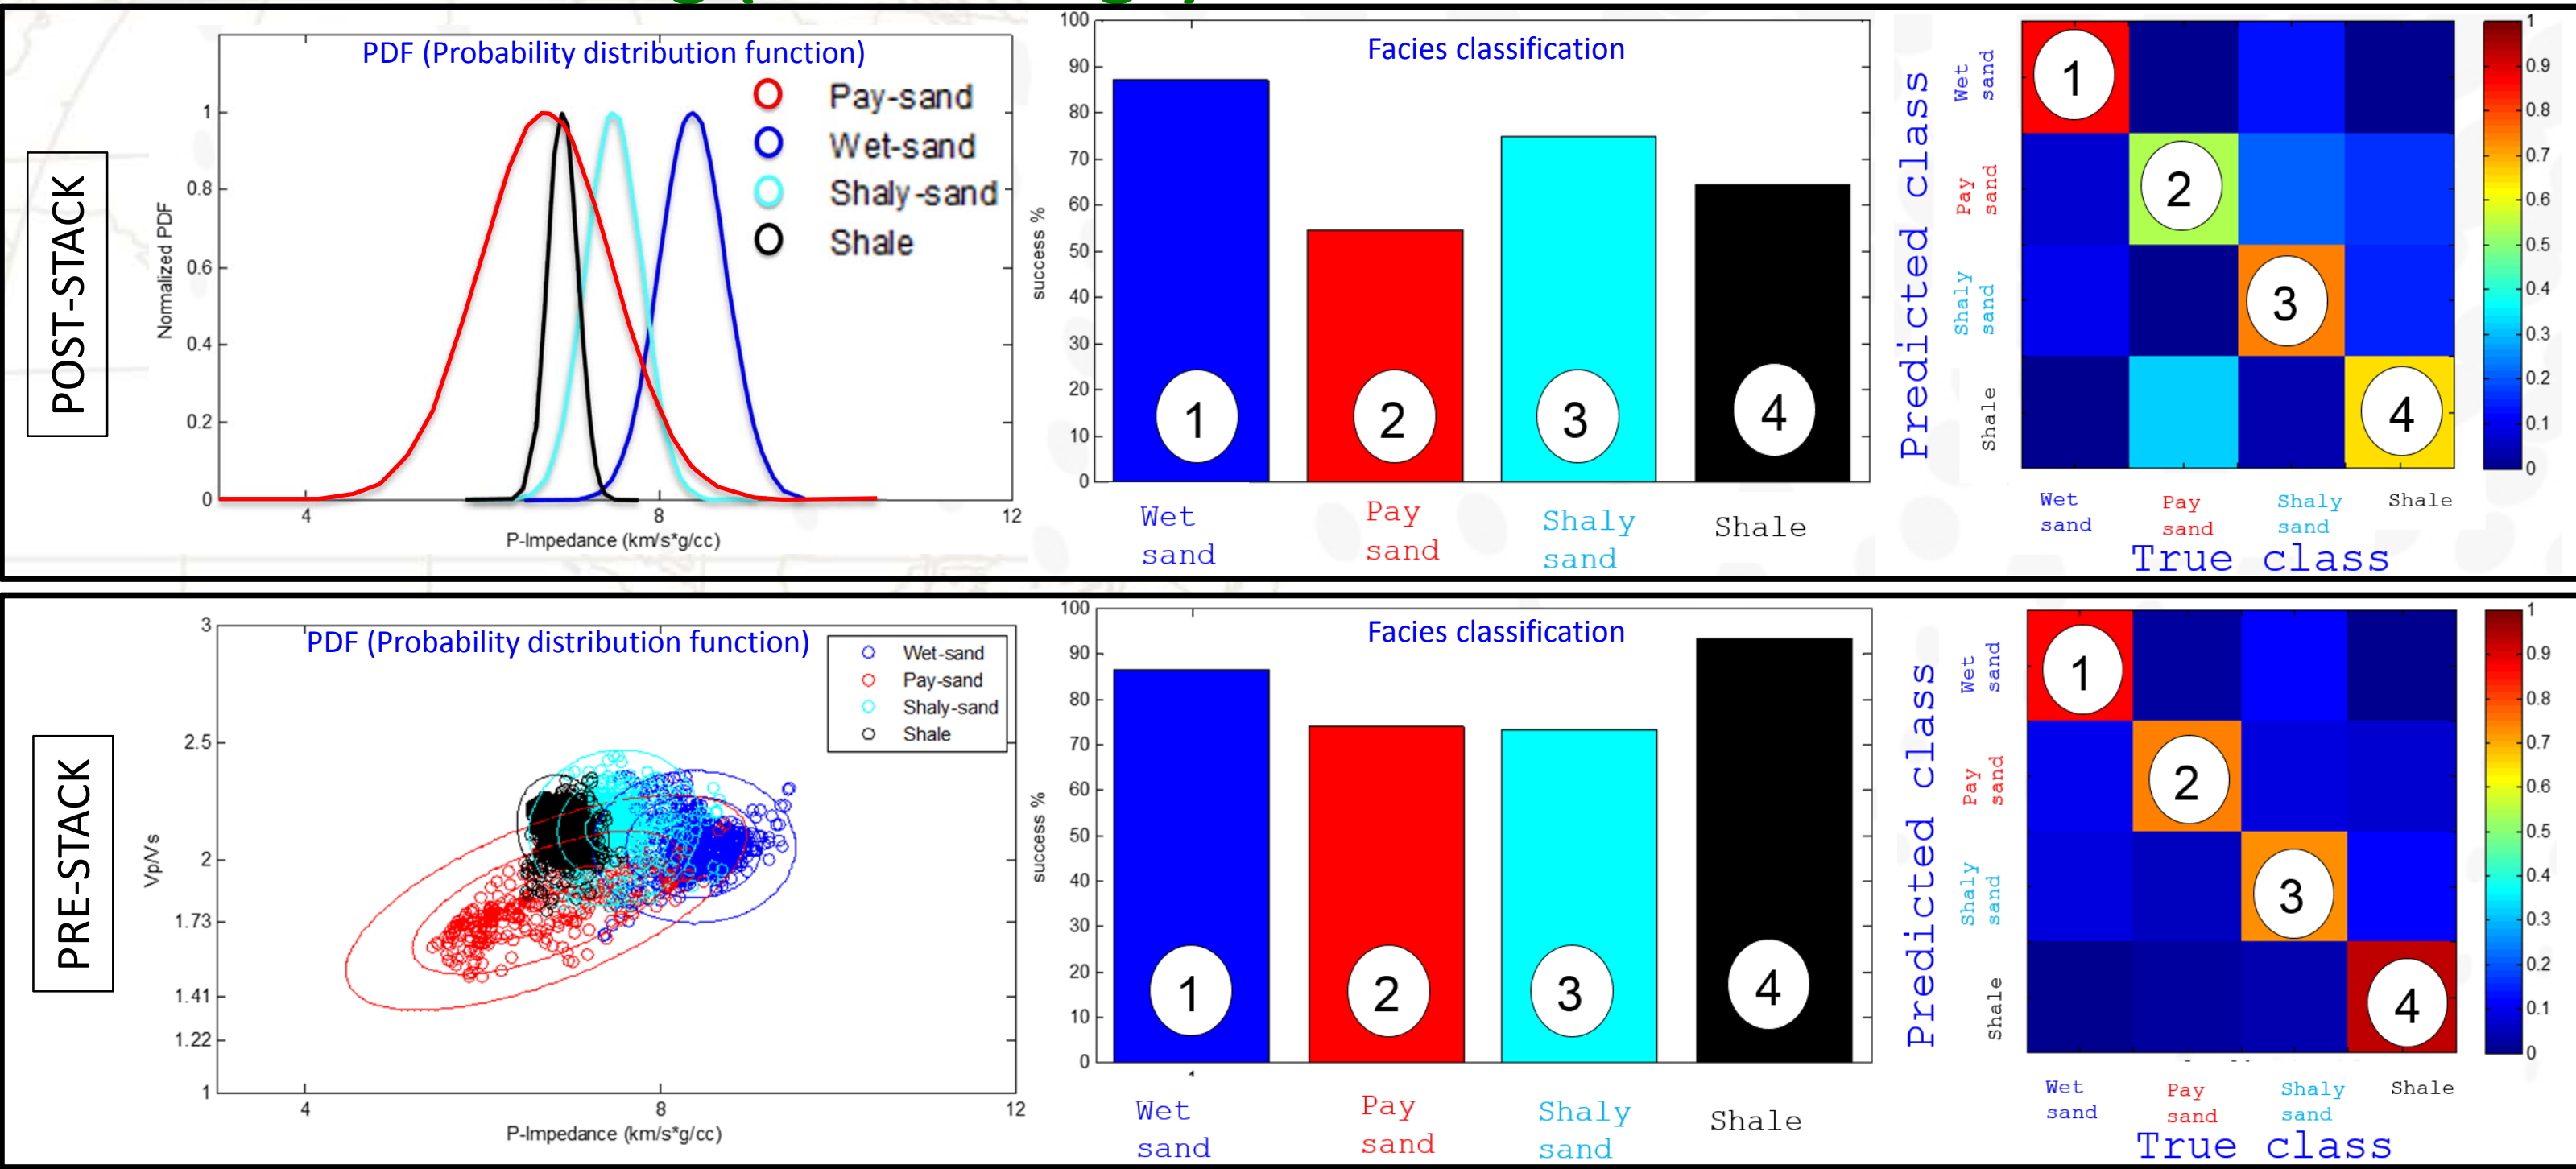 POST-STACK
PDF (Probability distribution function)
Pay-sand
Wet-sand
Shaly-sand
Shale
Normalized PDF
1
0.8
0.6
0.4
0.2
0
4
8
12
P-Impedance (km/s*g/cc)
Facies classification
success %
100
90
80
70
60
50
40
30
20
10
0
1
2
3
4
Wet
sand
Pay
sand
Shaly
sand
Shale
Predicted class
Wet
sand
Pay
sand
Shaly
sand
Shale
1
2
3
4
Wet
sand
Pay
sand
Shaly
sand
Shale
True class
1
0.9
0.8
0.7
0.6
0.5
0.4
0.3
0.2
0.1
0
PRE-STACK
PDF (Probability distribution function)
Wet-sand
Pay-sand
Shaly-sand
Shale
Vp/Vs
3
2.5
2
1.73
1.41
1.22
1
4
8
12
P-Impedance (km/s*g/cc)
Facies classification
success %
100
90
80
70
60
50
40
30
20
10
0
1
2
3
4
Wet
sand
Pay
sand
Shaly
sand
Shale
Predicted class
Wet
sand
Pay
sand
Shaly
sand
Shale
1
2
3
4
Wet
sand
Pay
sand
Shaly
sand
Shale
True class
1
0.9
0.8
0.7
0.6
0.5
0.4
0.3
0.2
0.1
0